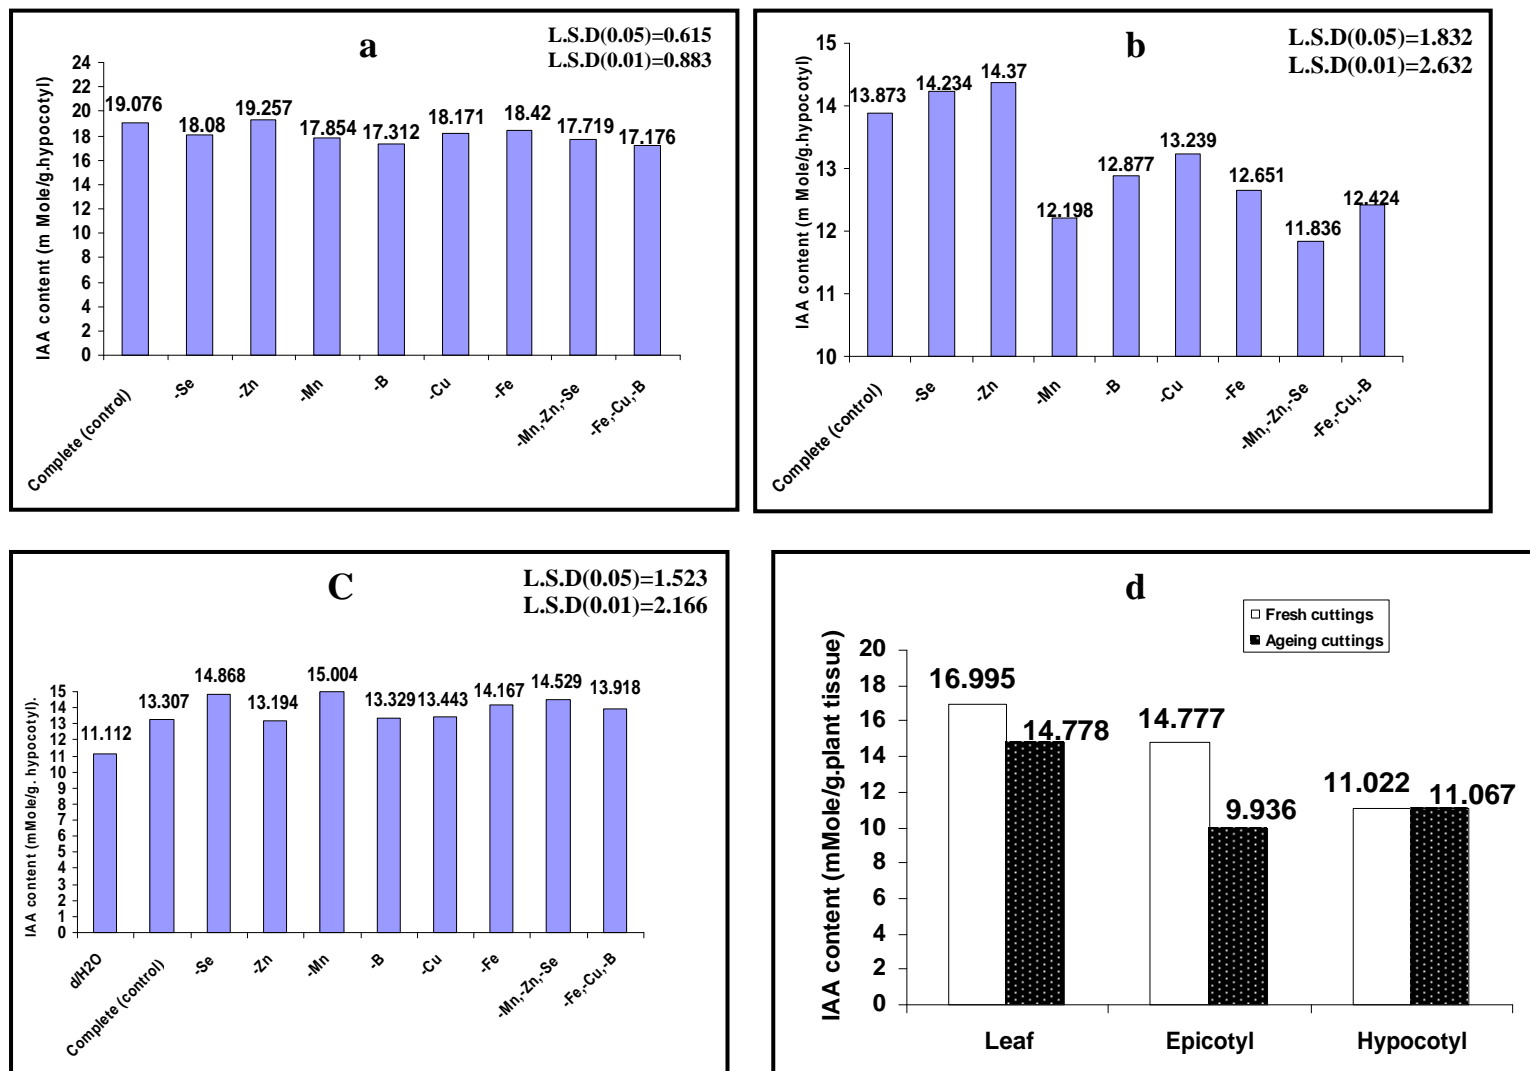 a
L.S.D(0.05)=0.615
L.S.D(0.01)=0.883
IAA content (m Mole/g.hypocotyl)
24
22
20
18
16
14
12
10
8
6
4
2
0
19.076
18.08
19.257
17.854
17.312
18.171
18.42
17.719
17.176
Complete (control)
-Se
-Zn
-Mn
-B
-Cu
-Fe
-Mn,-Zn,-Se
-Fe,-Cu,-B
b
L.S.D(0.05)=1.832
L.S.D(0.01)=2.632
IAA content (m Mole/g.hypocotyl)
15
14
13
12
11
10
13.873
14.234
14.37
12.198
12.877
13.239
12.651
11.836
12.424
Complete (control)
-Se
-Zn
-Mn
-B
-Cu
-Fe
-Mn,-Zn,-Se
-Fe,-Cu,-B
C
L.S.D(0.05)=1.523
L.S.D(0.01)=2.166
IAA content (mMole/g. hypocotyl).
15
14
13
12
11
10
9
8
7
6
5
4
3
2
1
0
11.112
13.307
14.868
13.194
15.004
13.329
13.443
14.167
14.529
13.918
d/H2O
Complete (control)
-Se
-Zn
-Mn
-B
-Cu
-Fe
-Mn,-Zn,-Se
-Fe,-Cu,-B
d
Fresh cuttings
Ageing cuttings
IAA content (mMole/g.plant tissue)
20
18
16
14
12
10
8
6
4
2
0
16.995
14.778
14.777
9.936
11.022
11.067
Leaf
Epicotyl
Hypocotyl